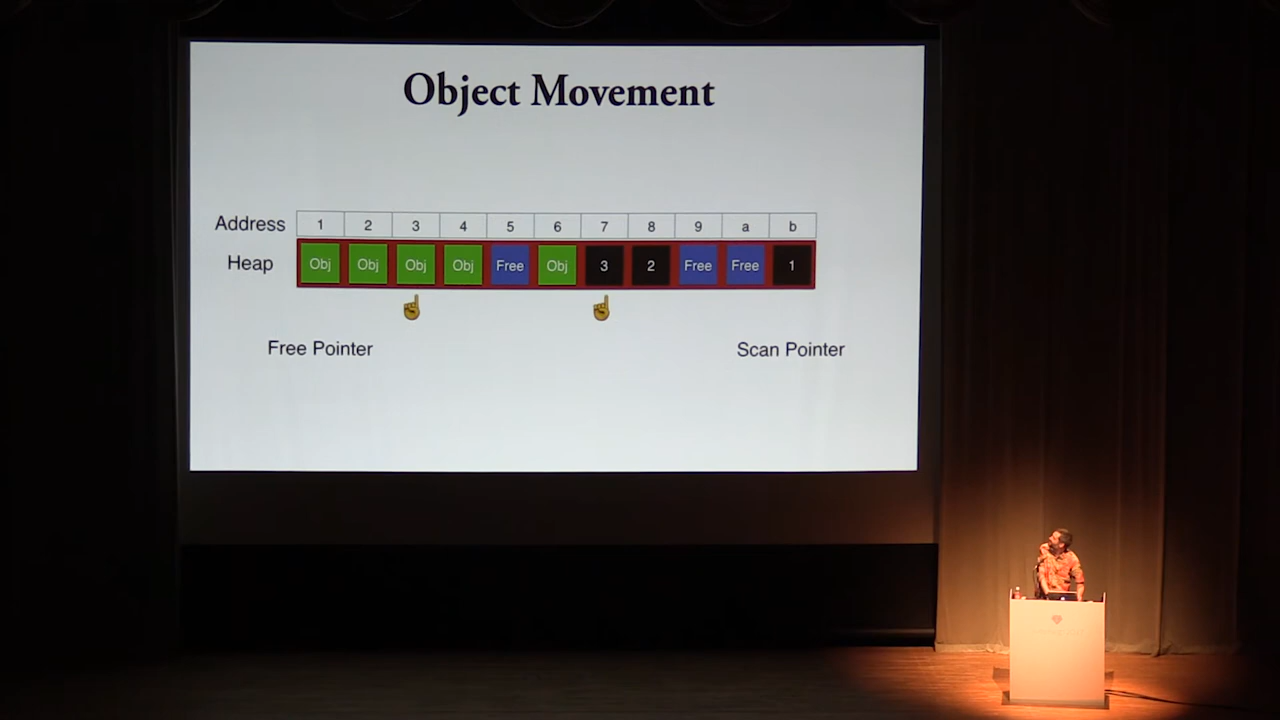 Object Movement
Address 1 2 3 4 5 6 7 8 9 a b
Heap Obj Obj Obj Obj Free Obj 3 2 Free Free 1
Free Pointer Scan Pointer